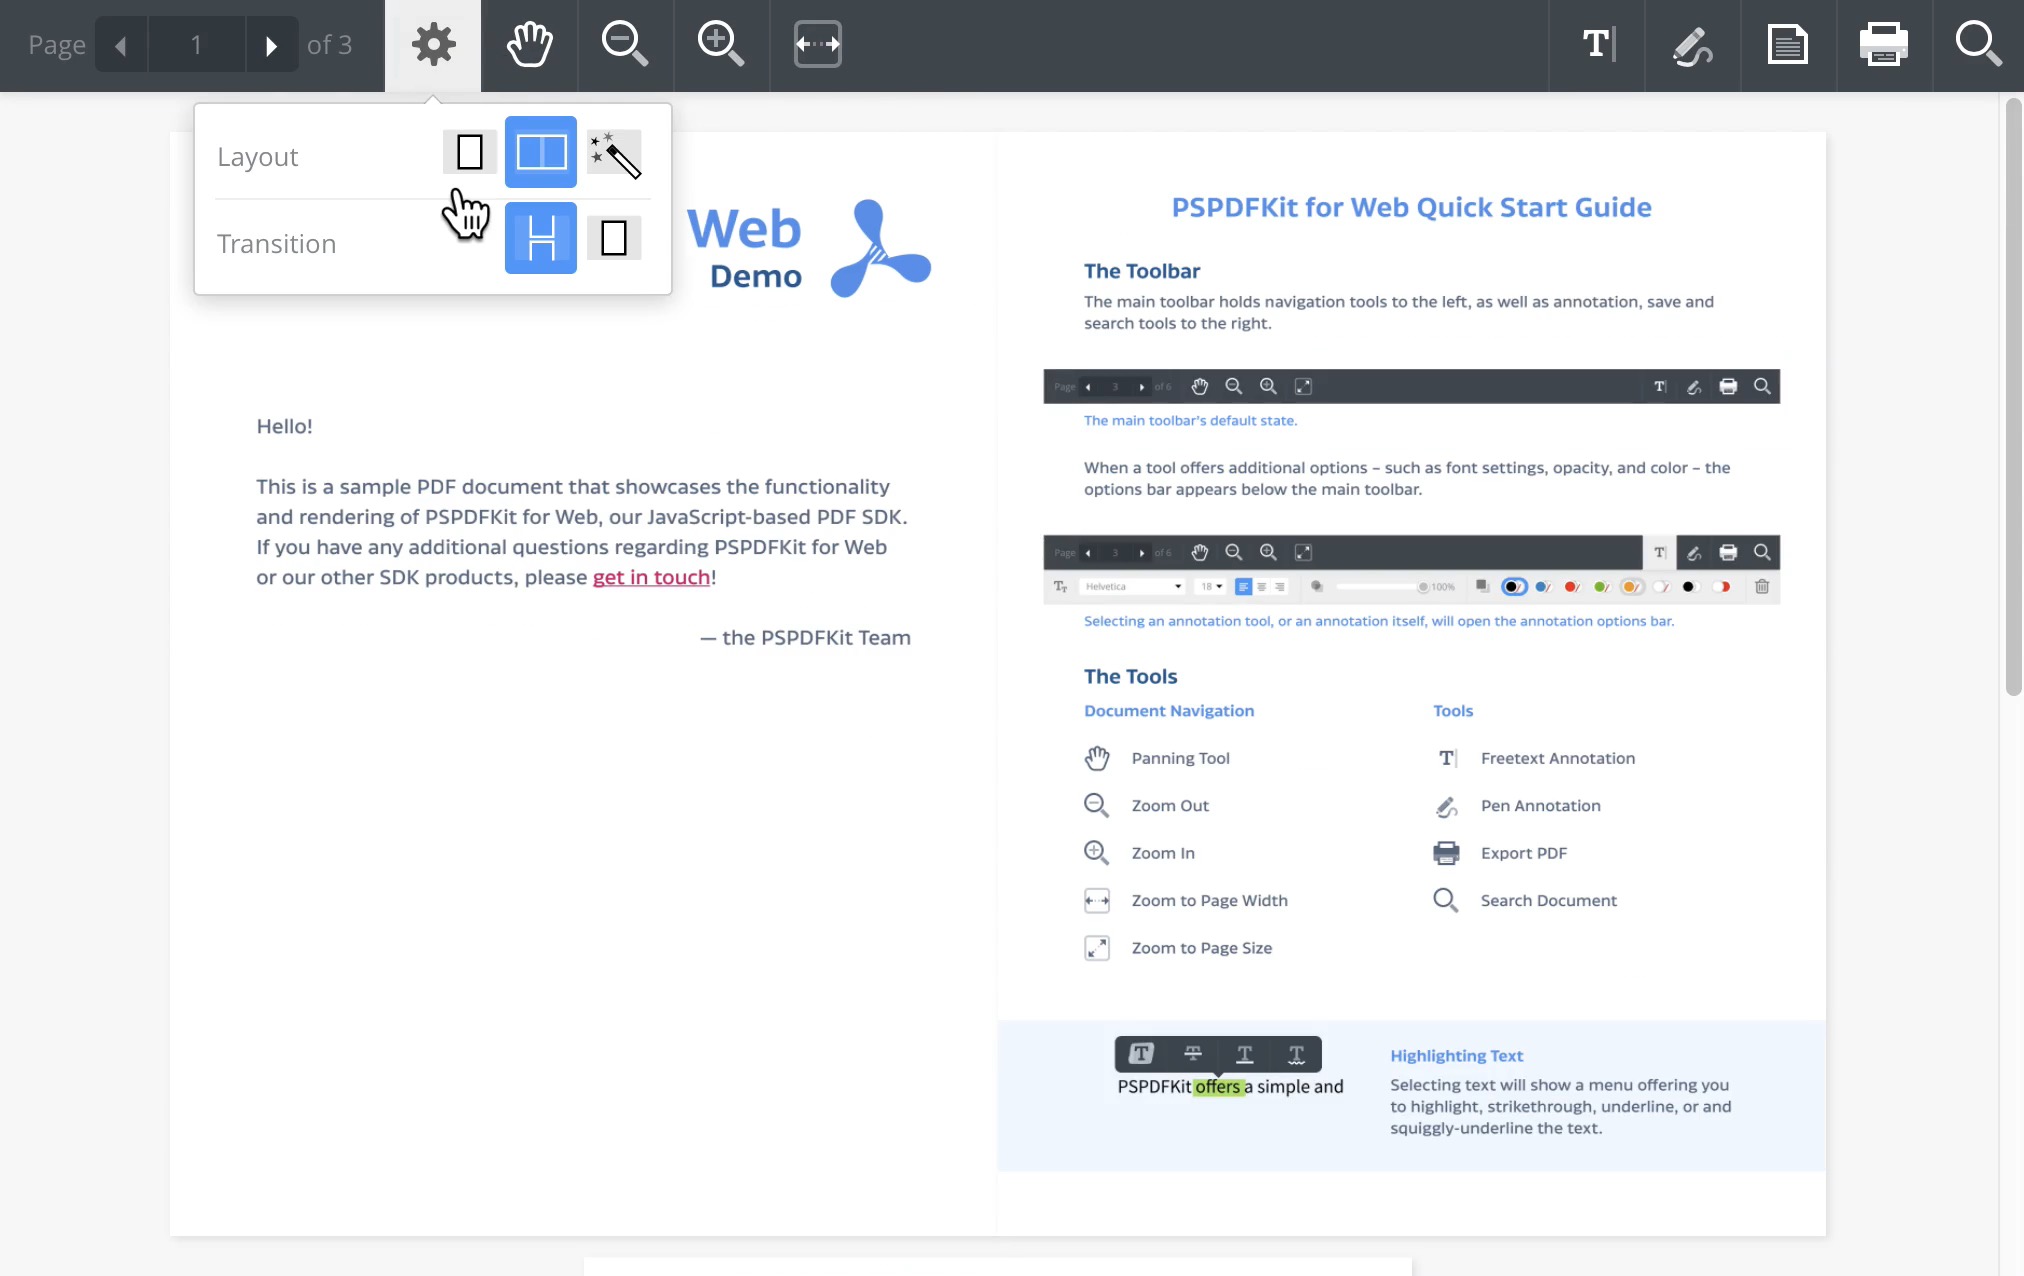 Page 1 of 3
T
Layout
Transition
Web
Demo
Hello!
This is a sample PDF document that showcases the functionality
and rendering of PSPDFKit for Web, our JavaScript-based PDF SDK.
If you have any additional questions regarding PSPDFKit for Web
or our other SDK products, please get in touch!
— the PSPDFKit Team
PSPDFKit for Web Quick Start Guide
The Toolbar
The main toolbar holds navigation tools to the left, as well as annotation, save and
search tools to the right.
Page 3 of 6 T
The main toolbar's default state.
When a tool offers additional options – such as font settings, opacity, and color – the
options bar appears below the main toolbar.
Page 3 of 6 T
TT Helvetica 18 100%
Selecting an annotation tool, or an annotation itself, will open the annotation options bar.
The Tools
Document Navigation
Panning Tool
Zoom Out
Zoom In
Zoom to Page Width
Zoom to Page Size
Tools
T Freetext Annotation
Pen Annotation
Export PDF
Search Document
T T T T
PSPDFKit offers a simple and
Highlighting Text
Selecting text will show a menu offering you
to highlight, strikethrough, underline, or and
squiggly-underline the text.